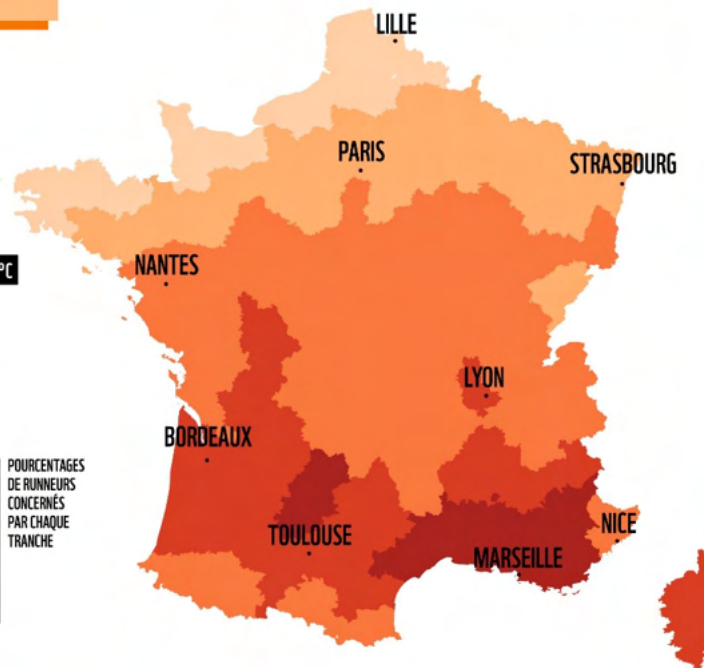 LILLE
PARIS
STRASBOURG
NANTES
°C
LYON
BORDEAUX
POURCENTAGES
DE RUNNEURS
CONCERNÉS
PAR CHAQUE
TRANCHE
TOULOUSE
NICE
MARSEILLE